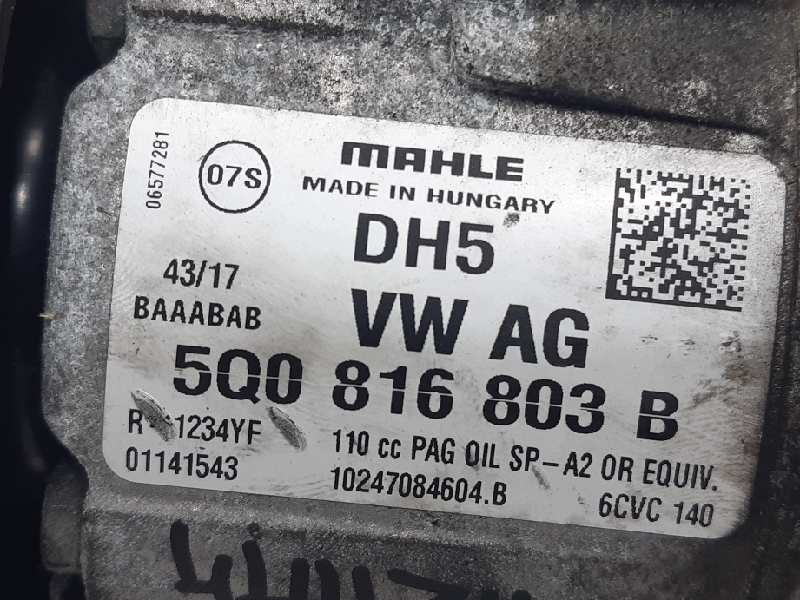 06577281
07S
MAHLE
MADE IN HUNGARY
DH5
43/17
BAAABAB
VW AG
5Q0 816 803 B
R-1234YF
110 cc PAG OIL SP-A2 OR EQUIV.
01141543
10247084604.B
6CVC 140